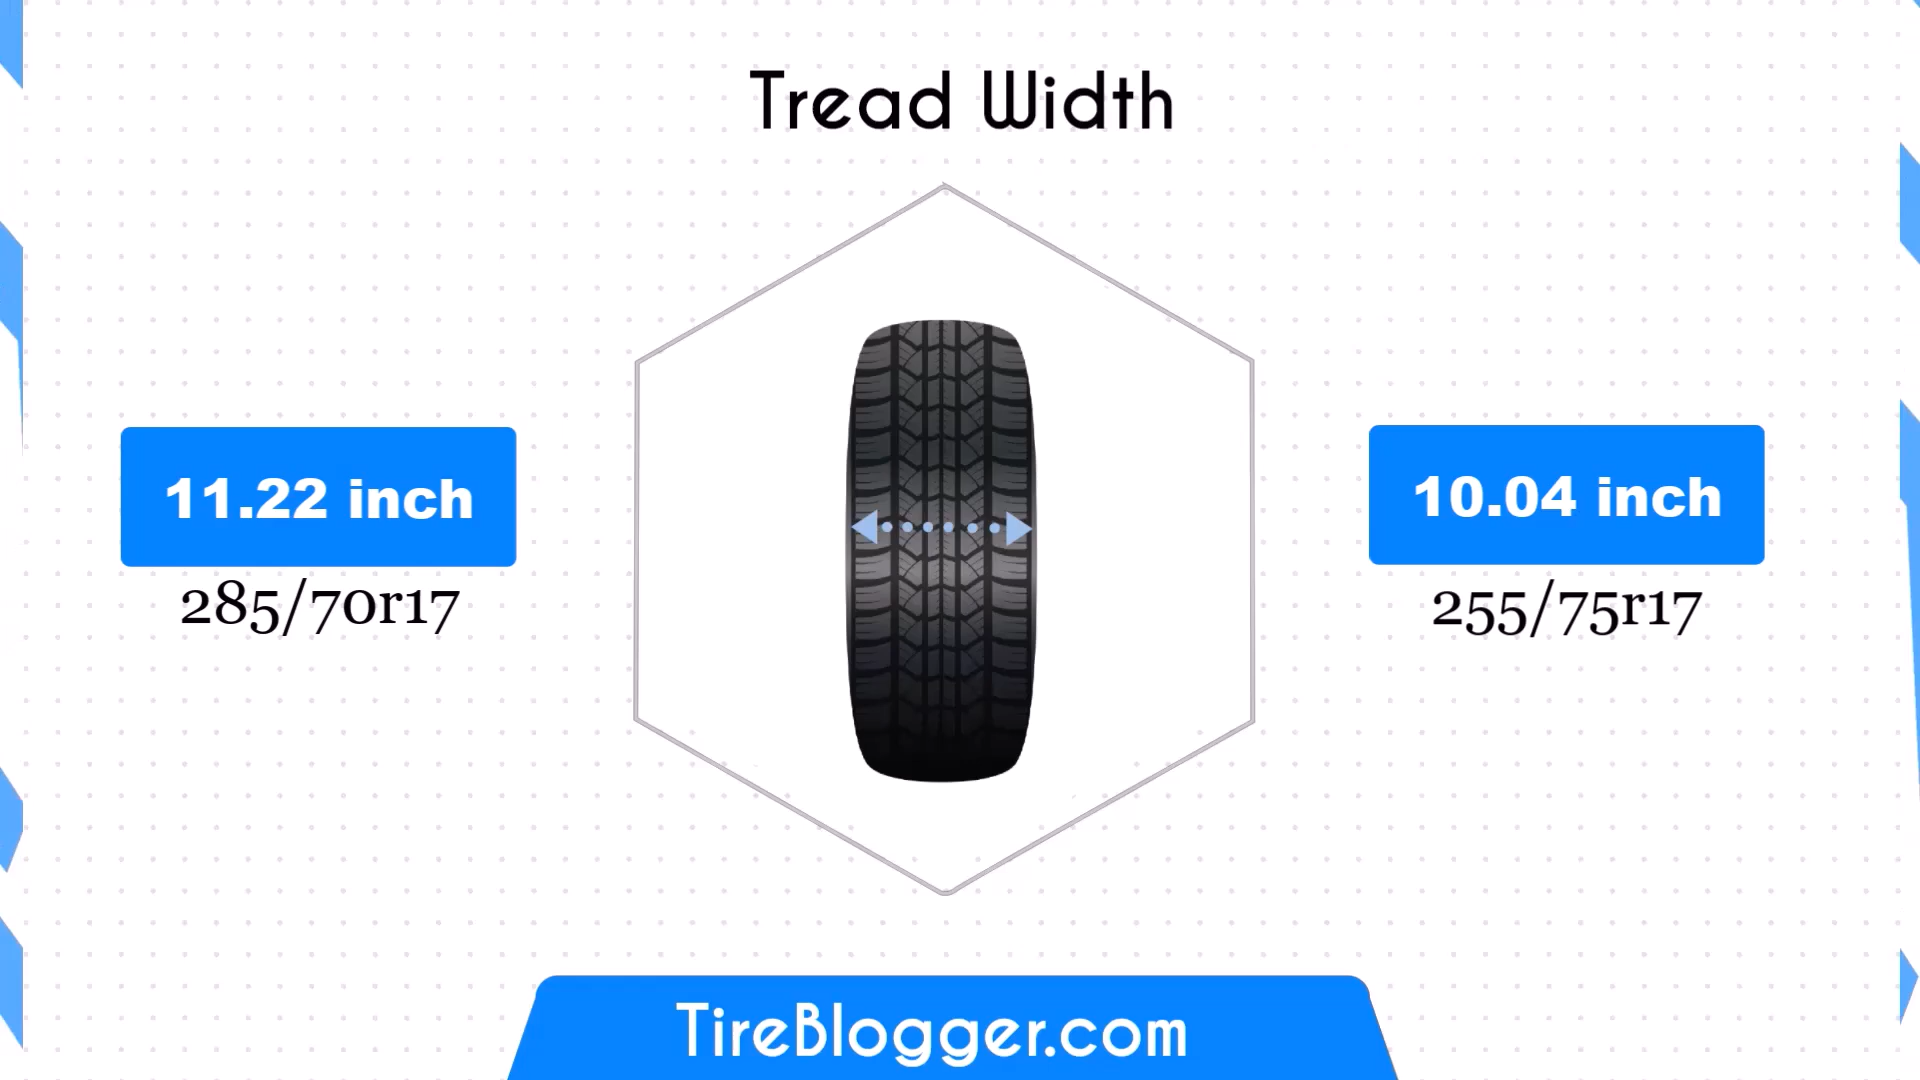 Tread Width
11.22 inch
285/70r17
10.04 inch
255/75r17
TireBlogger.com